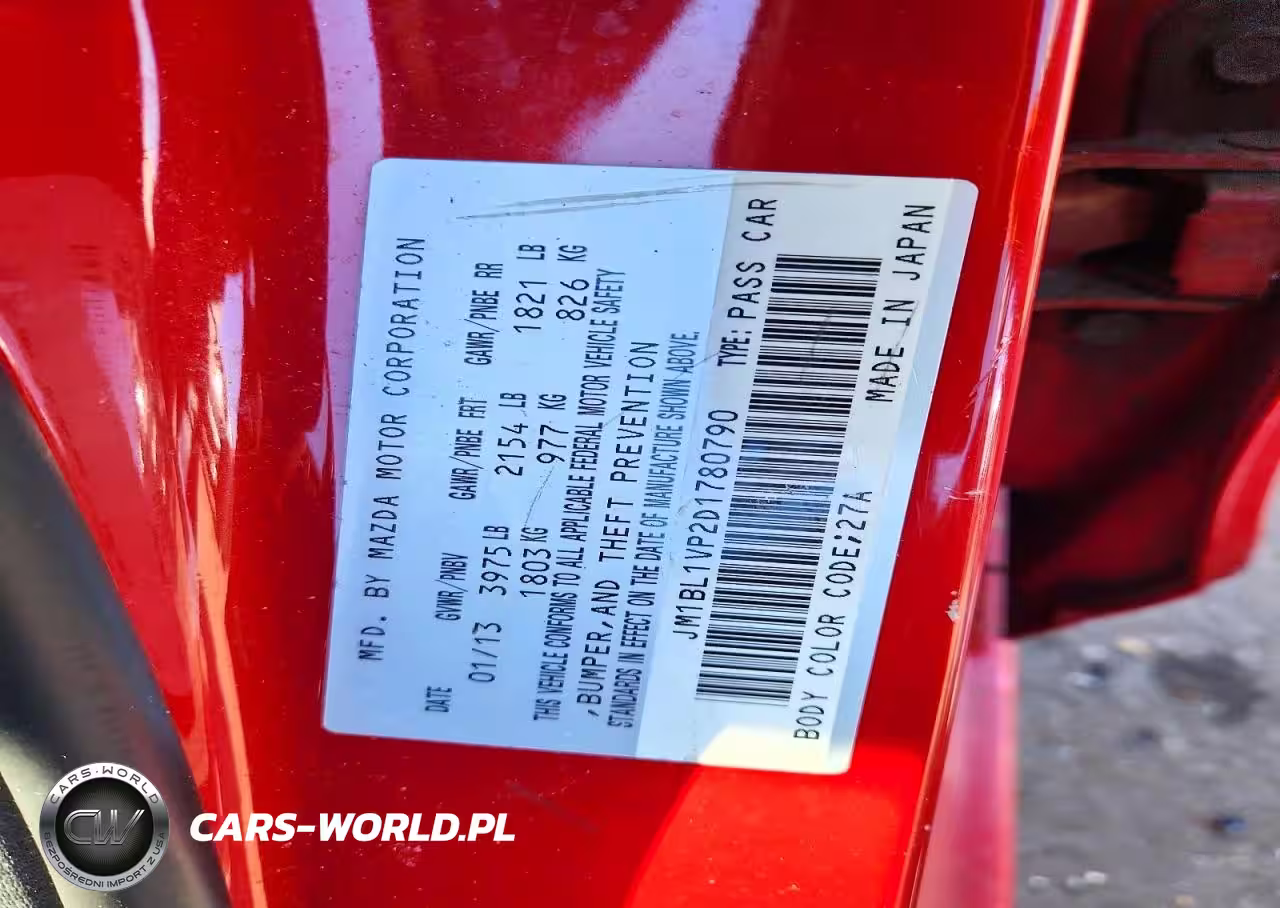 MFD. BY MAZDA MOTOR CORPORATION
DATE GVWR/PNBV GAWR/PNBE FRT GAWR/PNBE RR
01/13 3975 LB 2154 LB 1821 LB
1803 KG 977 KG 826 KG
THIS VEHICLE CONFORMS TO ALL APPLICABLE FEDERAL MOTOR VEHICLE SAFETY
,BUMPER,AND THEFT PREVENTION
STANDARDS IN EFFECT ON THE DATE OF MANUFACTURE SHOWN ABOVE.
JM1BL1VP2D1780790 TYPE: PASS CAR
BODY COLOR CODE;27A MADE IN JAPAN
CARS-WORLD
CW
BEZPOŚREDNI IMPORT Z USA
CARS-WORLD.PL